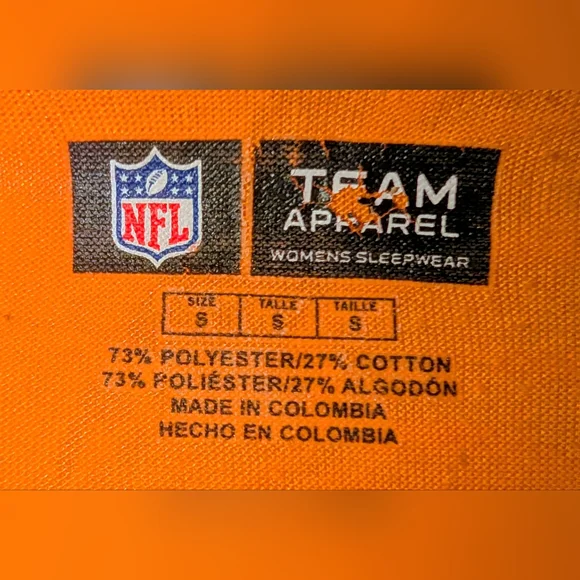 NFL
TEAM
APPAREL
WOMENS SLEEPWEAR
SIZE TALLE TAILLE
S S S
73% POLYESTER/27% COTTON
73% POLIÉSTER/27% ALGODÓN
MADE IN COLOMBIA
HECHO EN COLOMBIA